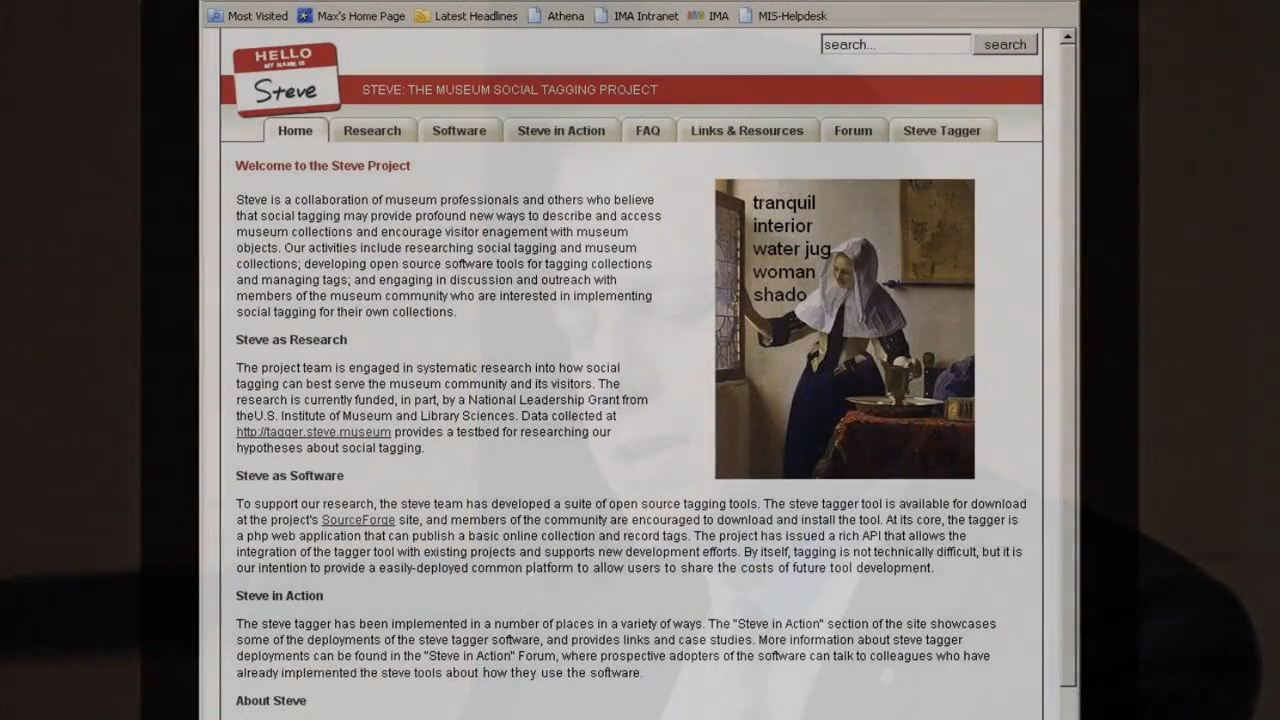 Most Visited Max's Home Page Latest Headlines Athena IMA Intranet IMA MIS-Helpdesk
search... search
HELLO
MY NAME IS
Steve
STEVE: THE MUSEUM SOCIAL TAGGING PROJECT
Home Research Software Steve in Action FAQ Links & Resources Forum Steve Tagger
Welcome to the Steve Project
Steve is a collaboration of museum professionals and others who believe
that social tagging may provide profound new ways to describe and access
museum collections and encourage visitor enagement with museum
objects. Our activities include researching social tagging and museum
collections; developing open source software tools for tagging collections
and managing tags; and engaging in discussion and outreach with
members of the museum community who are interested in implementing
social tagging for their own collections.
tranquil
interior
water jug
woman
shado
Steve as Research
The project team is engaged in systematic research into how social
tagging can best serve the museum community and its visitors. The
research is currently funded, in part, by a National Leadership Grant from
theU.S. Institute of Museum and Library Sciences. Data collected at
http://tagger.steve.museum provides a testbed for researching our
hypotheses about social tagging.
Steve as Software
To support our research, the steve team has developed a suite of open source tagging tools. The steve tagger tool is available for download
at the project's SourceForge site, and members of the community are encouraged to download and install the tool. At its core, the tagger is
a php web application that can publish a basic online collection and record tags. The project has issued a rich API that allows the
integration of the tagger tool with existing projects and supports new development efforts. By itself, tagging is not technically difficult, but it is
our intention to provide a easily-deployed common platform to allow users to share the costs of future tool development.
Steve in Action
The steve tagger has been implemented in a number of places in a variety of ways. The "Steve in Action" section of the site showcases
some of the deployments of the steve tagger software, and provides links and case studies. More information about steve tagger
deployments can be found in the "Steve in Action" Forum, where prospective adopters of the software can talk to colleagues who have
already implemented the steve tools about how they use the software.
About Steve